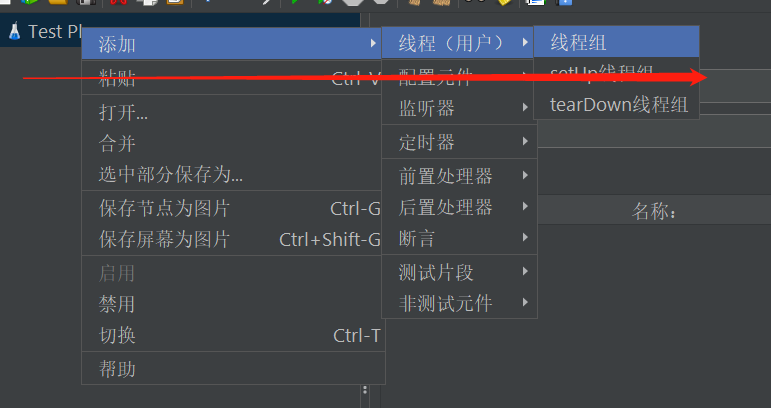 Test Pl
添加
粘贴
Ctrl-V
打开...
合并
选中部分保存为...
保存节点为图片
Ctrl-G
保存屏幕为图片
Ctrl+Shift-G
启用
禁用
切换
Ctrl-T
帮助
线程（用户）
配置元件
监听器
定时器
前置处理器
后置处理器
断言
测试片段
非测试元件
线程组
setUp线程组
tearDown线程组
名称：